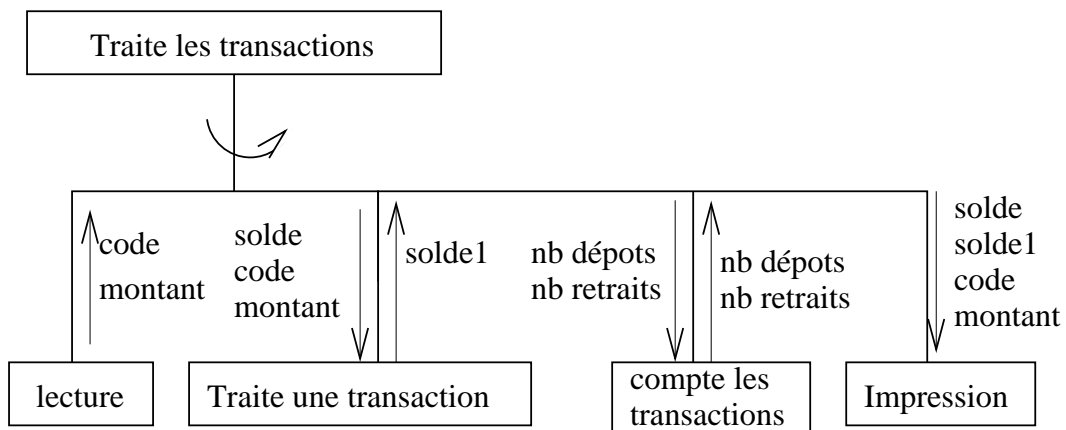 Traite les transactions
code
montant
solde
code
montant
solde1
nb dépots
nb retraits
nb dépots
nb retraits
solde
solde1
code
montant
lecture
Traite une transaction
compte les
transactions
Impression